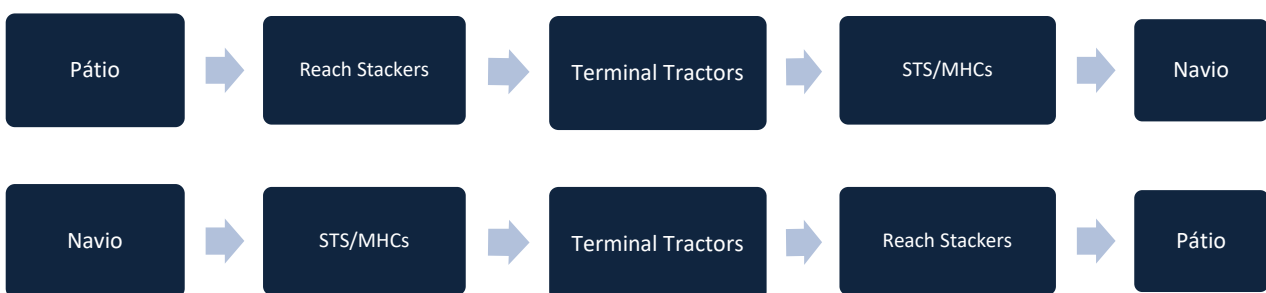 Pátio
Reach Stackers
Terminal Tractors
STS/MHCs
Navio
Navio
STS/MHCs
Terminal Tractors
Reach Stackers
Pátio